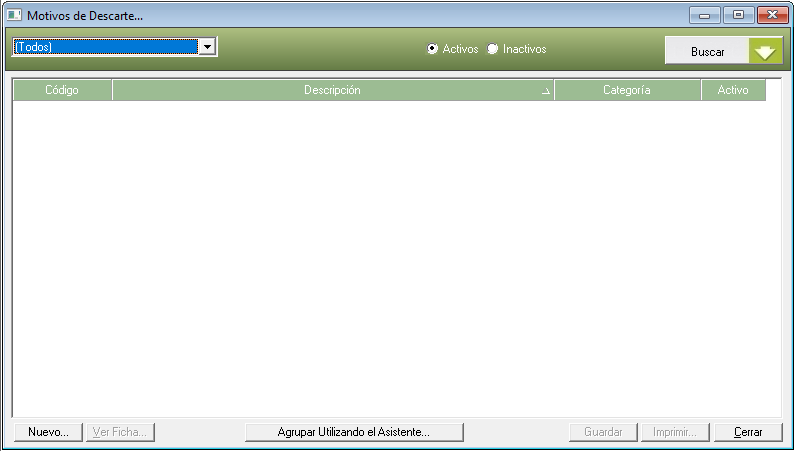 Motivos de Descarte...
(Todos)
Activos
Inactivos
Buscar
Código
Descripción
Categoría
Activo
Nuevo...
Ver Ficha...
Agrupar Utilizando el Asistente...
Guardar
Imprimir...
Cerrar